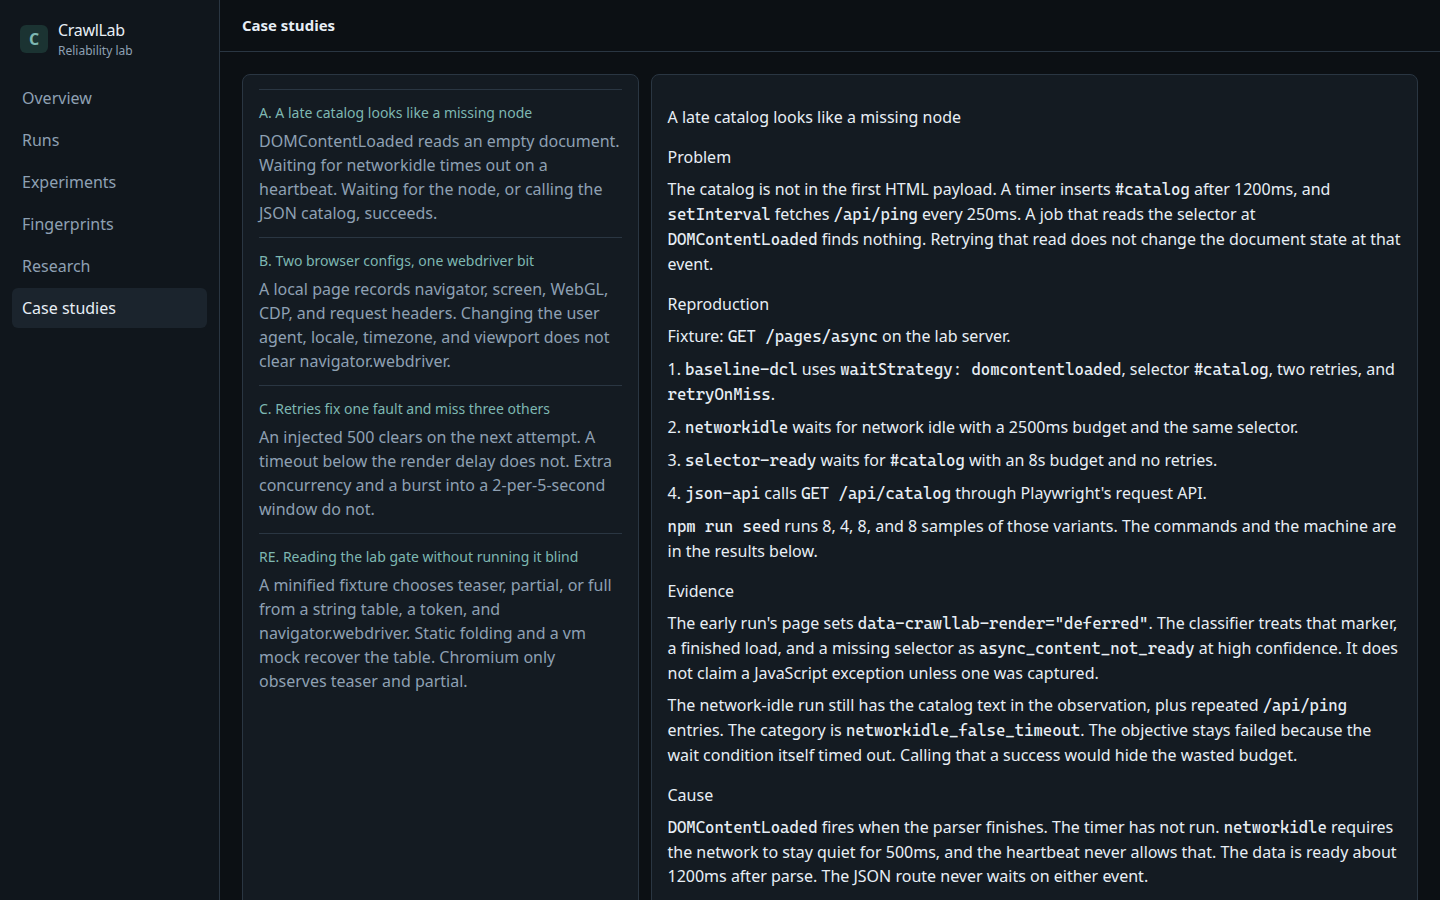 C
CrawlLab
Reliability lab
Overview
Runs
Experiments
Fingerprints
Research
Case studies
Case studies
A. A late catalog looks like a missing node
DOMContentLoaded reads an empty document.
Waiting for networkidle times out on a
heartbeat. Waiting for the node, or calling the
JSON catalog, succeeds.
B. Two browser configs, one webdriver bit
A local page records navigator, screen, WebGL,
CDP, and request headers. Changing the user
agent, locale, timezone, and viewport does not
clear navigator.webdriver.
C. Retries fix one fault and miss three others
An injected 500 clears on the next attempt. A
timeout below the render delay does not. Extra
concurrency and a burst into a 2-per-5-second
window do not.
RE. Reading the lab gate without running it blind
A minified fixture chooses teaser, partial, or full
from a string table, a token, and
navigator.webdriver. Static folding and a vm
mock recover the table. Chromium only
observes teaser and partial.
A late catalog looks like a missing node
Problem
The catalog is not in the first HTML payload. A timer inserts #catalog after 1200ms, and
setInterval fetches /api/ping every 250ms. A job that reads the selector at
DOMContentLoaded finds nothing. Retrying that read does not change the document state at that
event.
Reproduction
Fixture: GET /pages/async on the lab server.
1. baseline-dcl uses waitStrategy: domcontentloaded, selector #catalog, two retries, and
retryOnMiss.
2. networkidle waits for network idle with a 2500ms budget and the same selector.
3. selector-ready waits for #catalog with an 8s budget and no retries.
4. json-api calls GET /api/catalog through Playwright's request API.
npm run seed runs 8, 4, 8, and 8 samples of those variants. The commands and the machine are
in the results below.
Evidence
The early run's page sets data-crawllab-render="deferred". The classifier treats that marker,
a finished load, and a missing selector as async_content_not_ready at high confidence. It does
not claim a JavaScript exception unless one was captured.
The network-idle run still has the catalog text in the observation, plus repeated /api/ping
entries. The category is networkidle_false_timeout. The objective stays failed because the
wait condition itself timed out. Calling that a success would hide the wasted budget.
Cause
DOMContentLoaded fires when the parser finishes. The timer has not run. networkidle requires
the network to stay quiet for 500ms, and the heartbeat never allows that. The data is ready about
1200ms after parse. The JSON route never waits on either event.